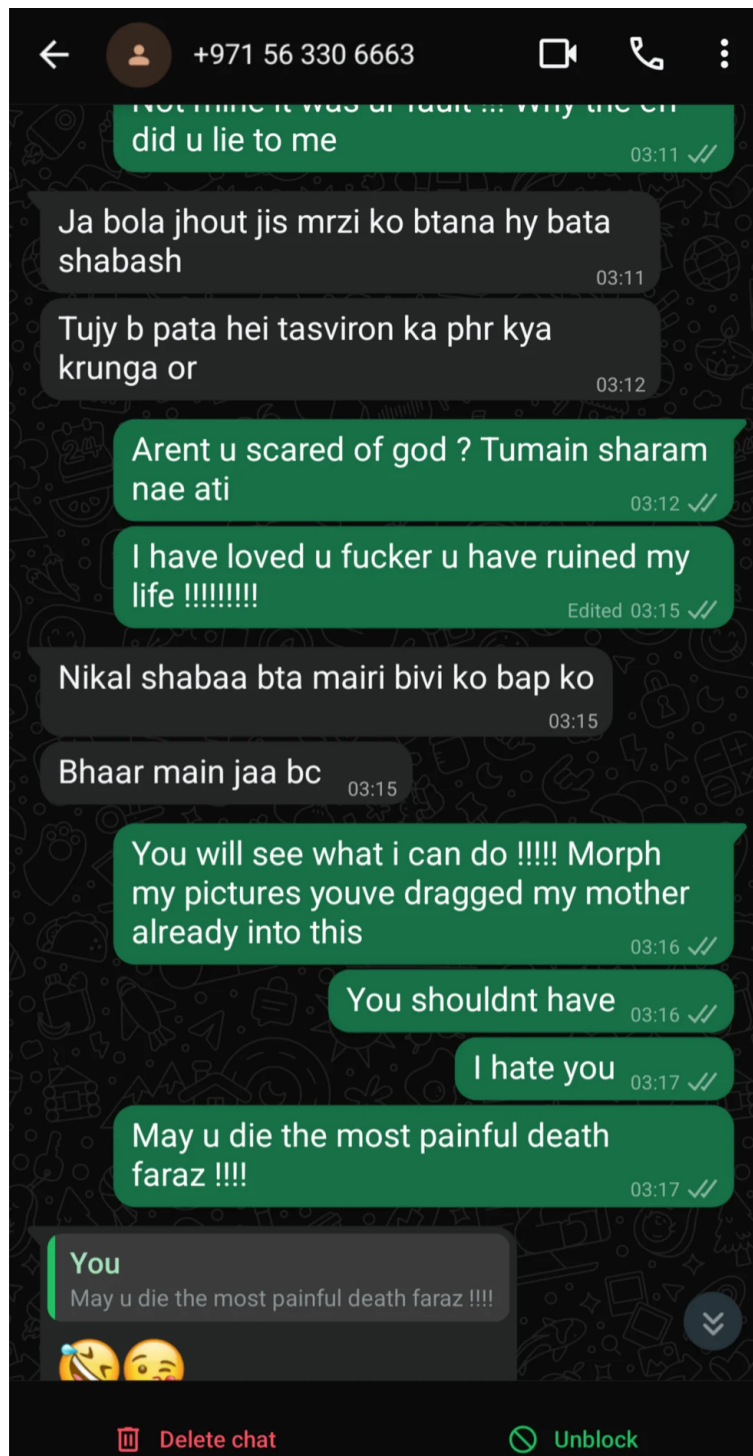 +971 56 330 6663
did u lie to me
03:11
Ja bola jhout jis mrzi ko btana hy bata
shabash
03:11
Tujy b pata hei tasviron ka phr kya
krunga or
03:12
Arent u scared of god ? Tumain sharam
nae ati
03:12
I have loved u fucker u have ruined my
life !!!!!!!!!
Edited 03:15
Nikal shabaa bta mairi bivi ko bap ko
03:15
Bhaar main jaa bc
03:15
You will see what i can do !!!!! Morph
my pictures youve dragged my mother
already into this
03:16
You shouldnt have
03:16
I hate you
03:17
May u die the most painful death
faraz !!!!
03:17
You
May u die the most painful death faraz !!!!
Delete chat
Unblock